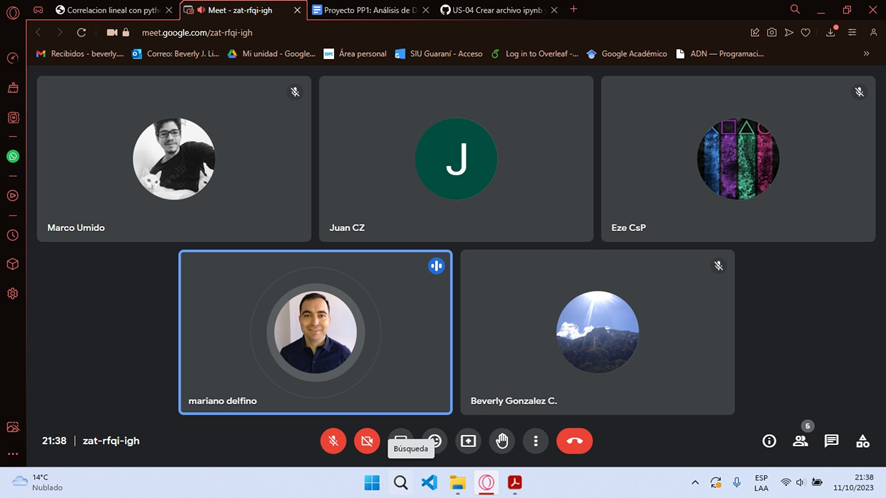 Correlacion lineal con pyth
Meet - zat-rfqi-igh
Proyecto PP1: Análisis de D
US-04 Crear archivo ipynb
meet.google.com/zat-rfqi-igh
Recibidos - beverly....
Correo: Beverly J. Li...
Mi unidad - Google...
Área personal
SIU Guaraní - Acceso
Log in to Overleaf -...
Google Académico
ADN — Programaci...
Marco Umido
J
Juan CZ
Eze CsP
mariano delfino
Beverly Gonzalez C.
21:38 | zat-rfqi-igh
5
Búsqueda
14°C
Nublado
ESP
LAA
21:38
11/10/2023